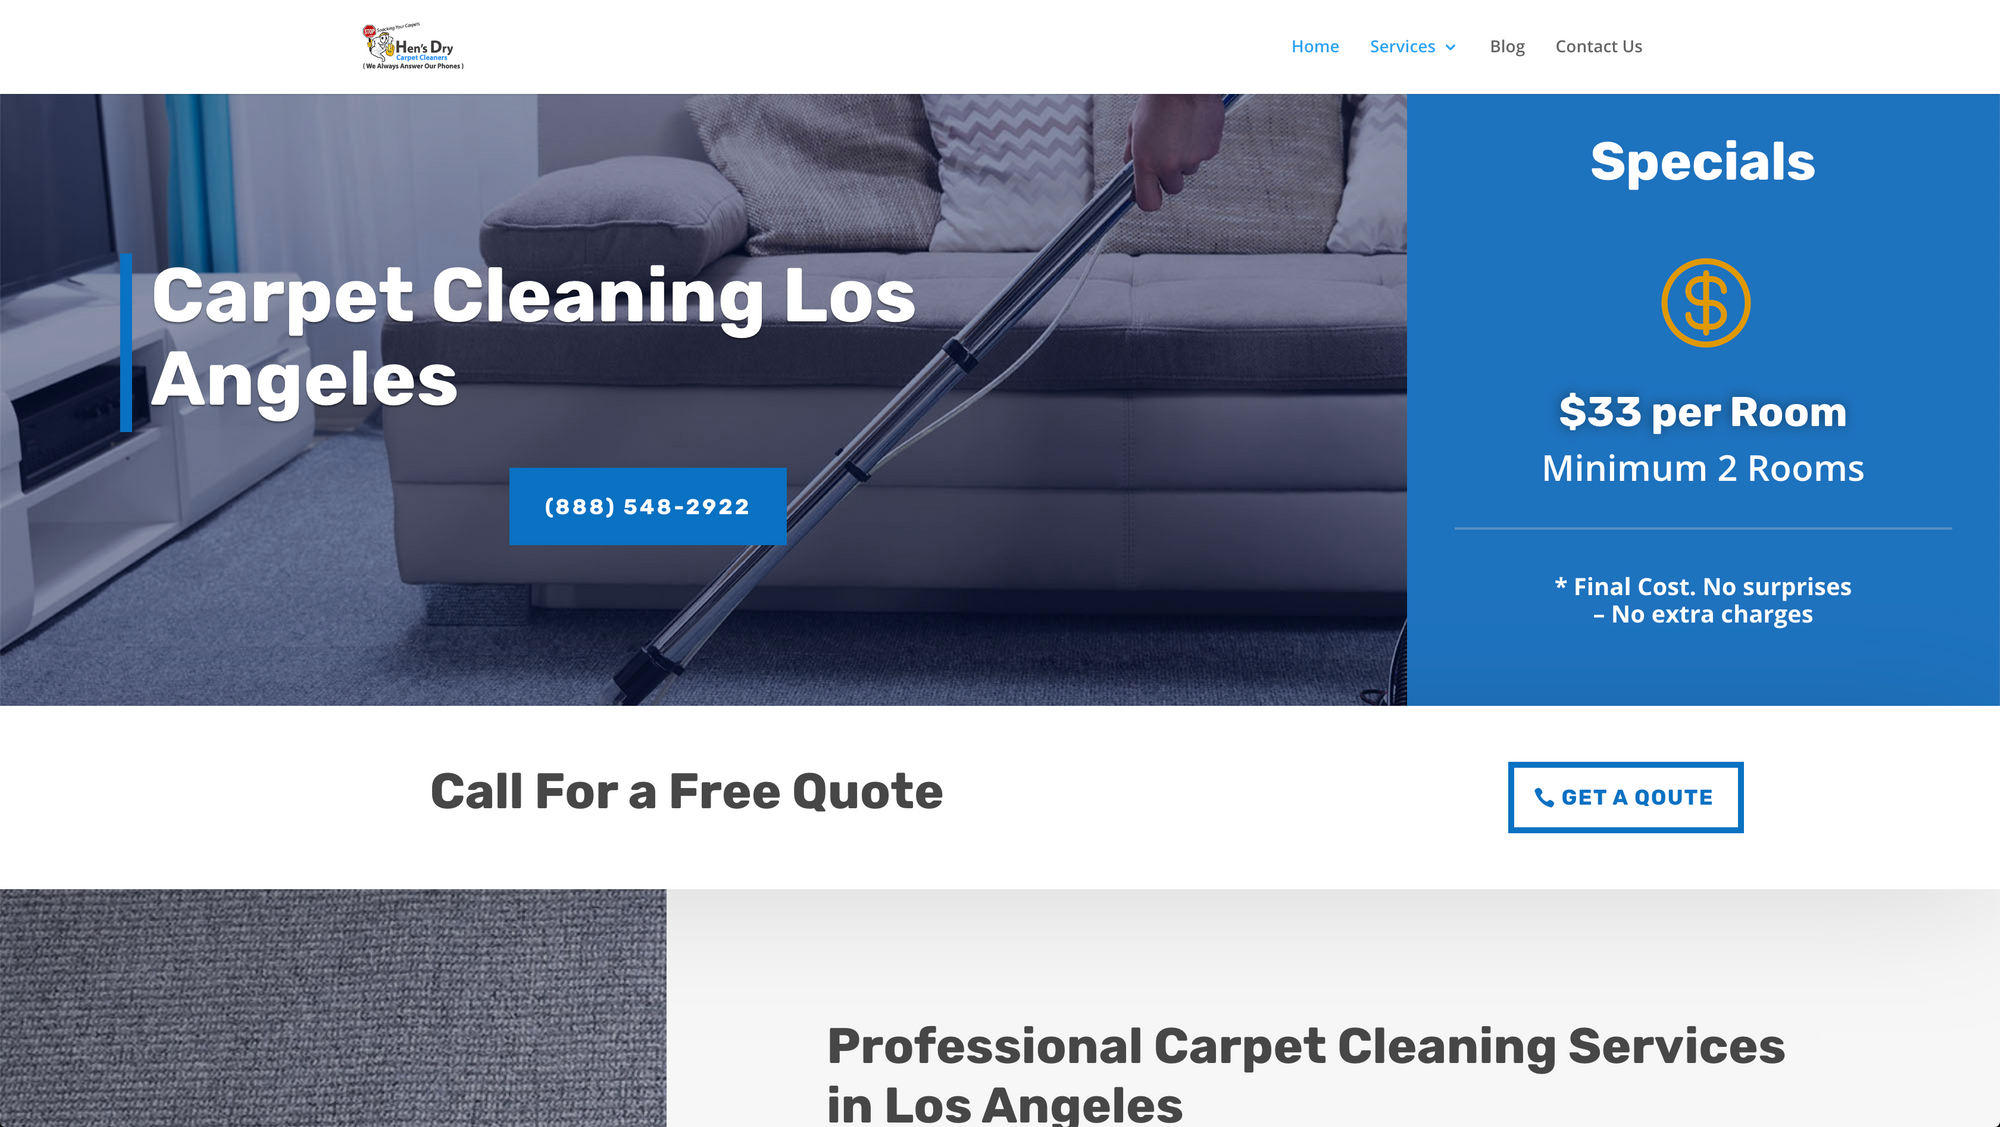 STOP
Shocking Your Carpets
Hen's Dry
Carpet Cleaners
( We Always Answer Our Phones )
Home
Services
Blog
Contact Us
Carpet Cleaning Los
Angeles
(888) 548-2922
Specials
$33 per Room
Minimum 2 Rooms
* Final Cost. No surprises
– No extra charges
Call For a Free Quote
GET A QOUTE
Professional Carpet Cleaning Services
in Los Angeles